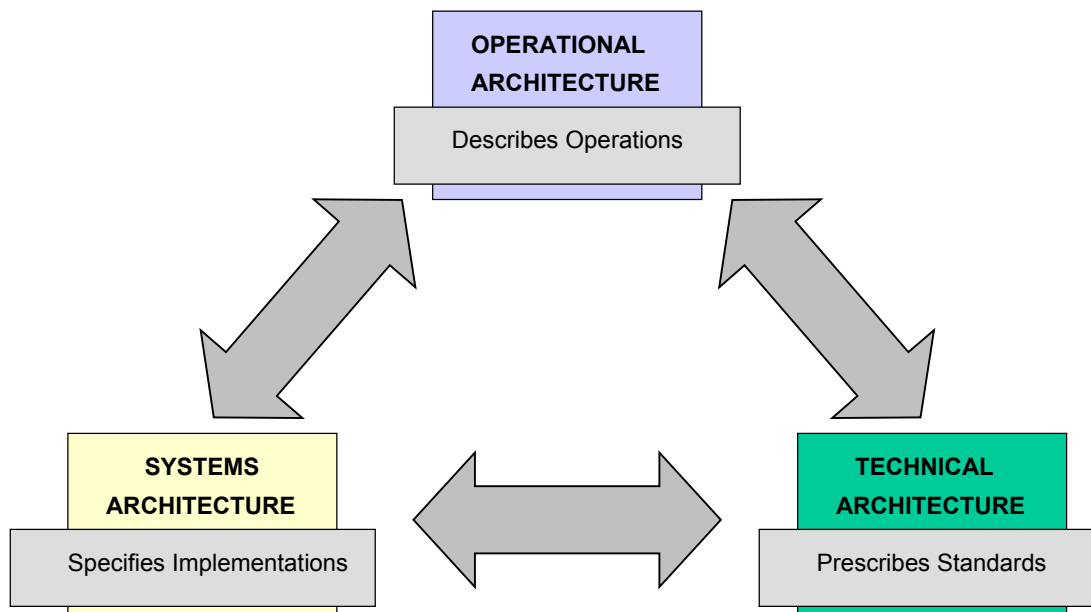 OPERATIONAL
ARCHITECTURE
Describes Operations
SYSTEMS
ARCHITECTURE
Specifies Implementations
TECHNICAL
ARCHITECTURE
Prescribes Standards